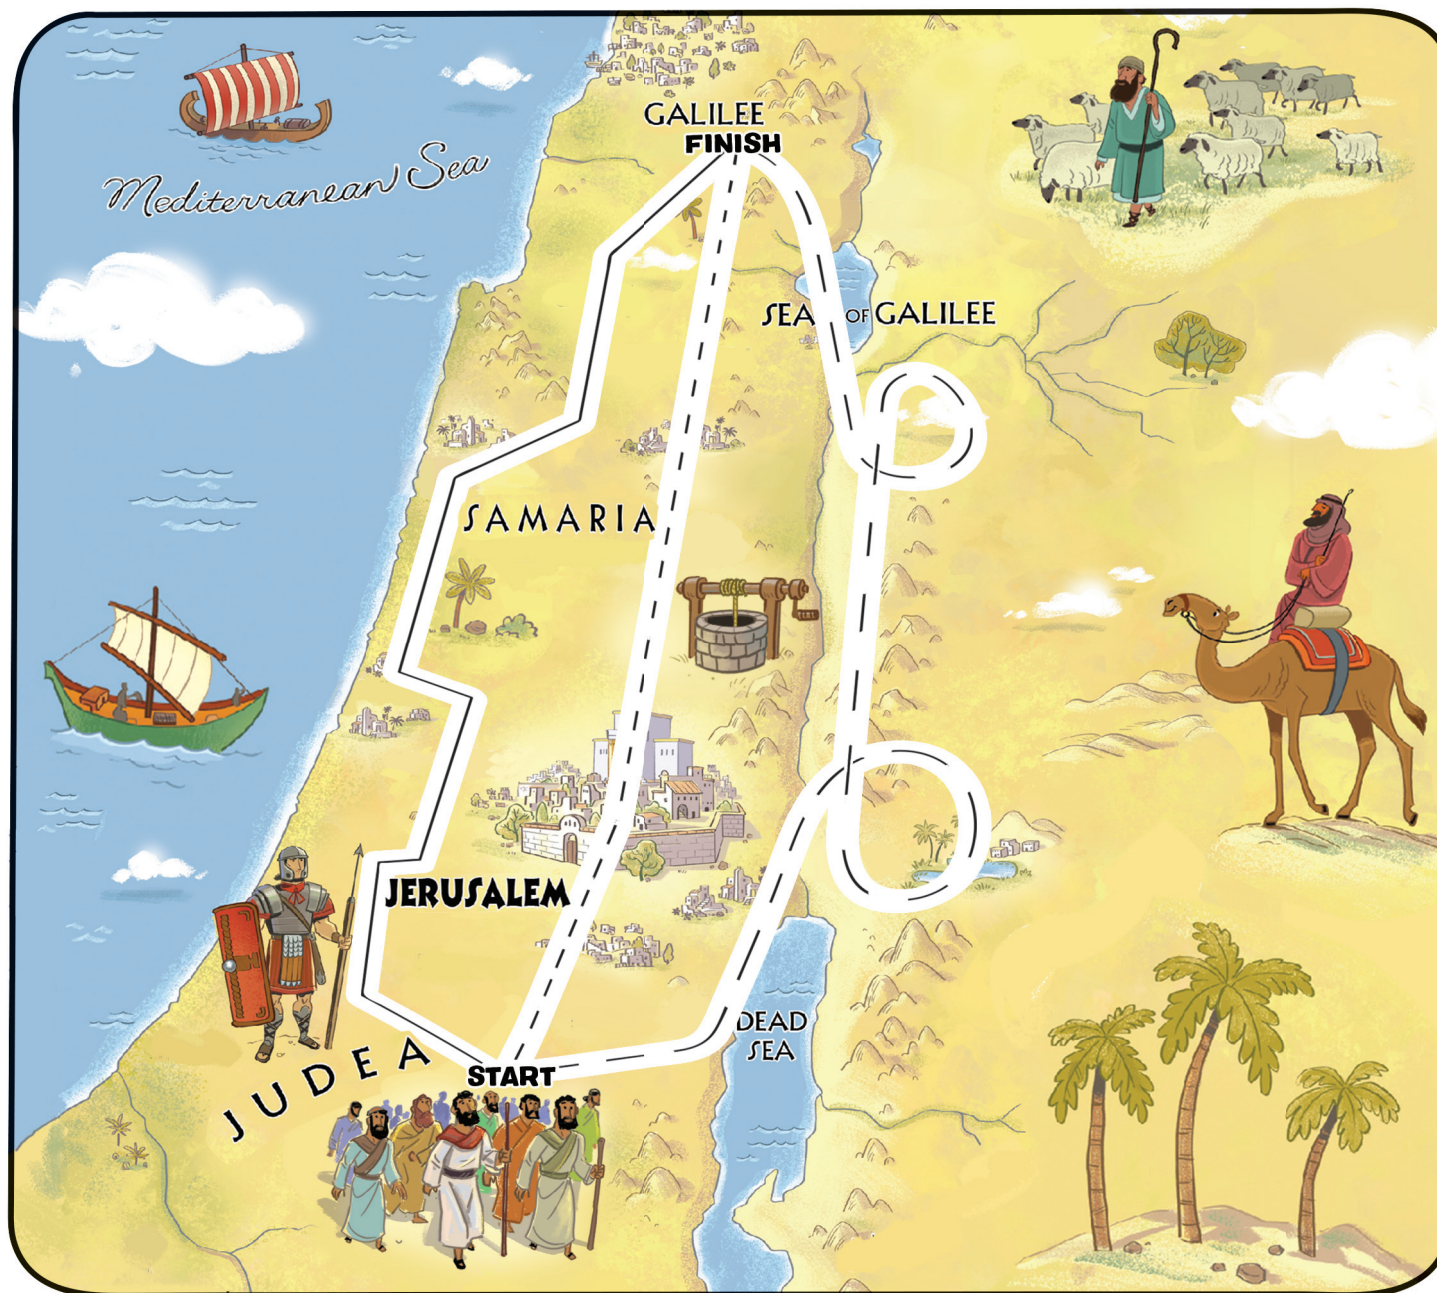 GALILEE
FINISH
Mediterranean Sea
SEA OF GALILEE
SAMARIA
JERUSALEM
DEAD
SEA
JUDEA
START